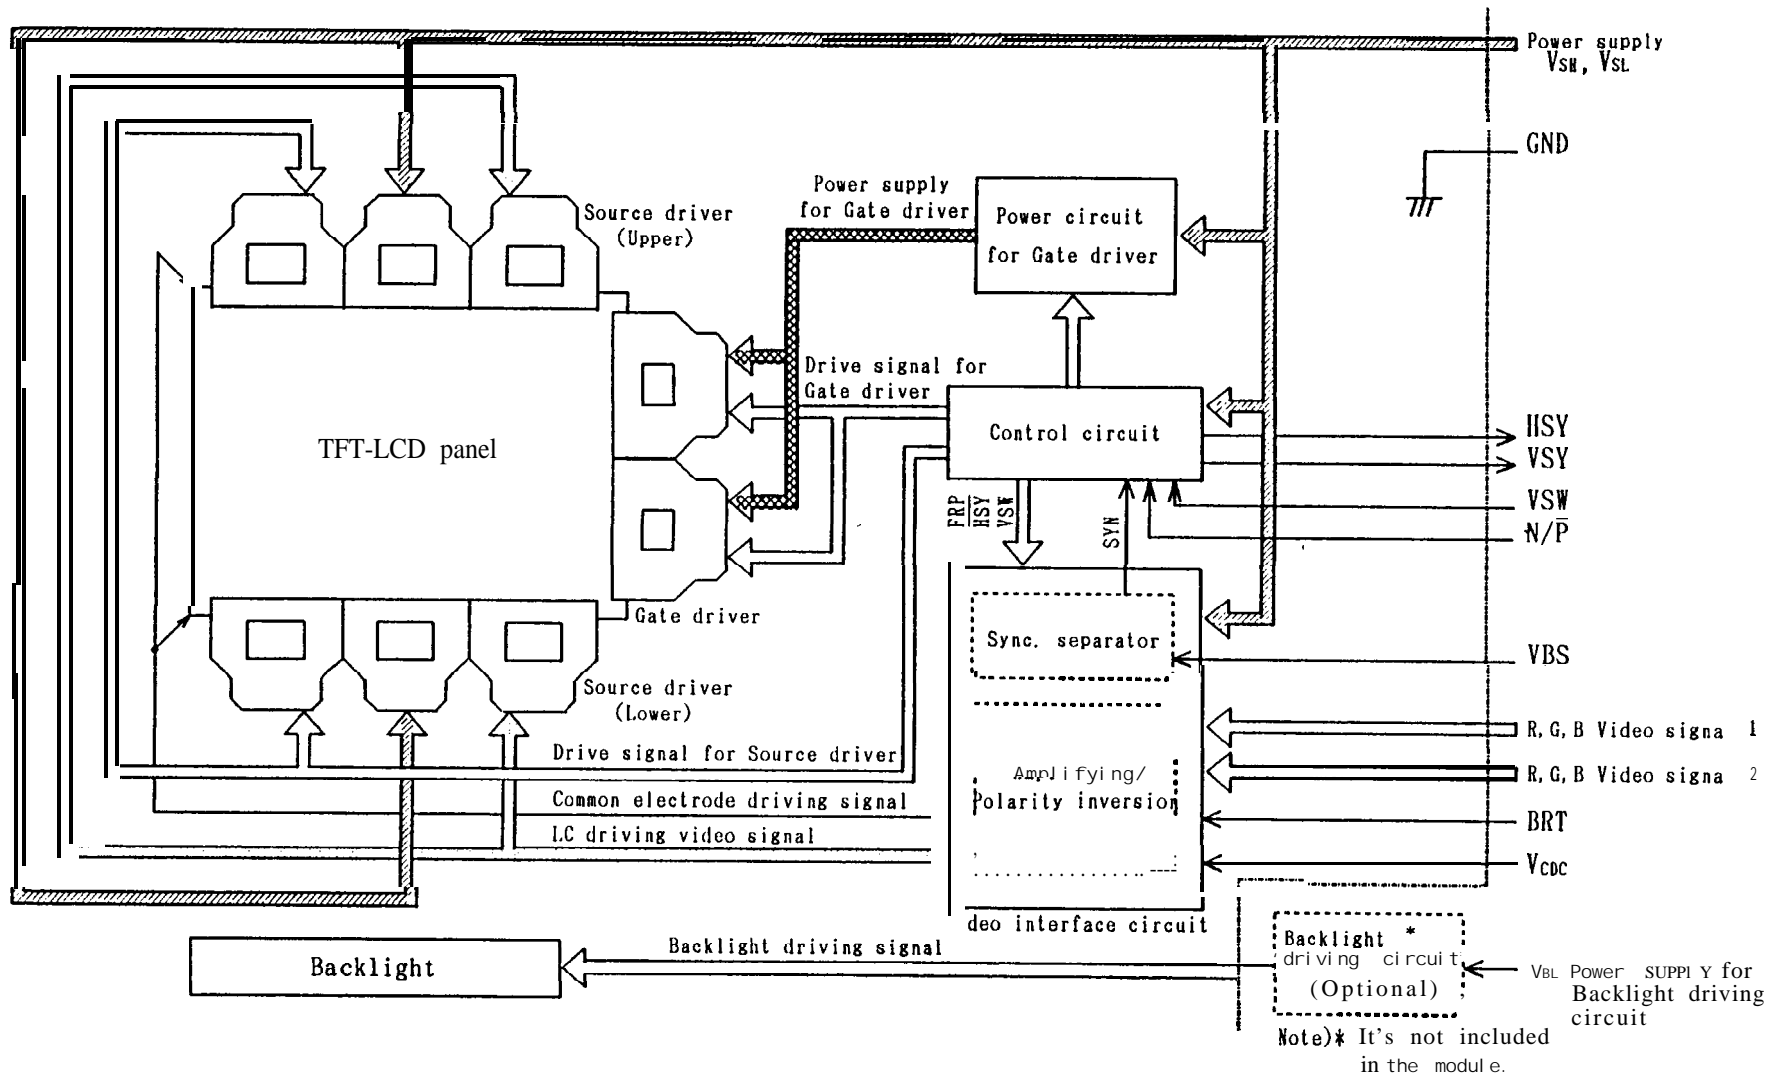 Power supply
VSH, VSL
GND
Power supply
for Gate driver
Power circuit
for Gate driver
Source driver
(Upper)
Drive signal for
Gate driver
TFT-LCD panel
Control circuit
HSY
VSY
VSW
N/P̅
FRP
H̅S̅Y̅
VSW
SYN
Gate driver
Sync. separator
VBS
Source driver
(Lower)
R, G, B Video signa 1
Drive signal for Source driver
Amplifying/
Polarity inversion
R, G, B Video signa 2
Common electrode driving signal
BRT
LC driving video signal
VCDC
deo interface circuit
Backlight driving signal
Backlight
Backlight *
driving circuit
(Optional)
VBL Power SUPPLY for
Backlight driving
circuit
Note)* It's not included
in the module.